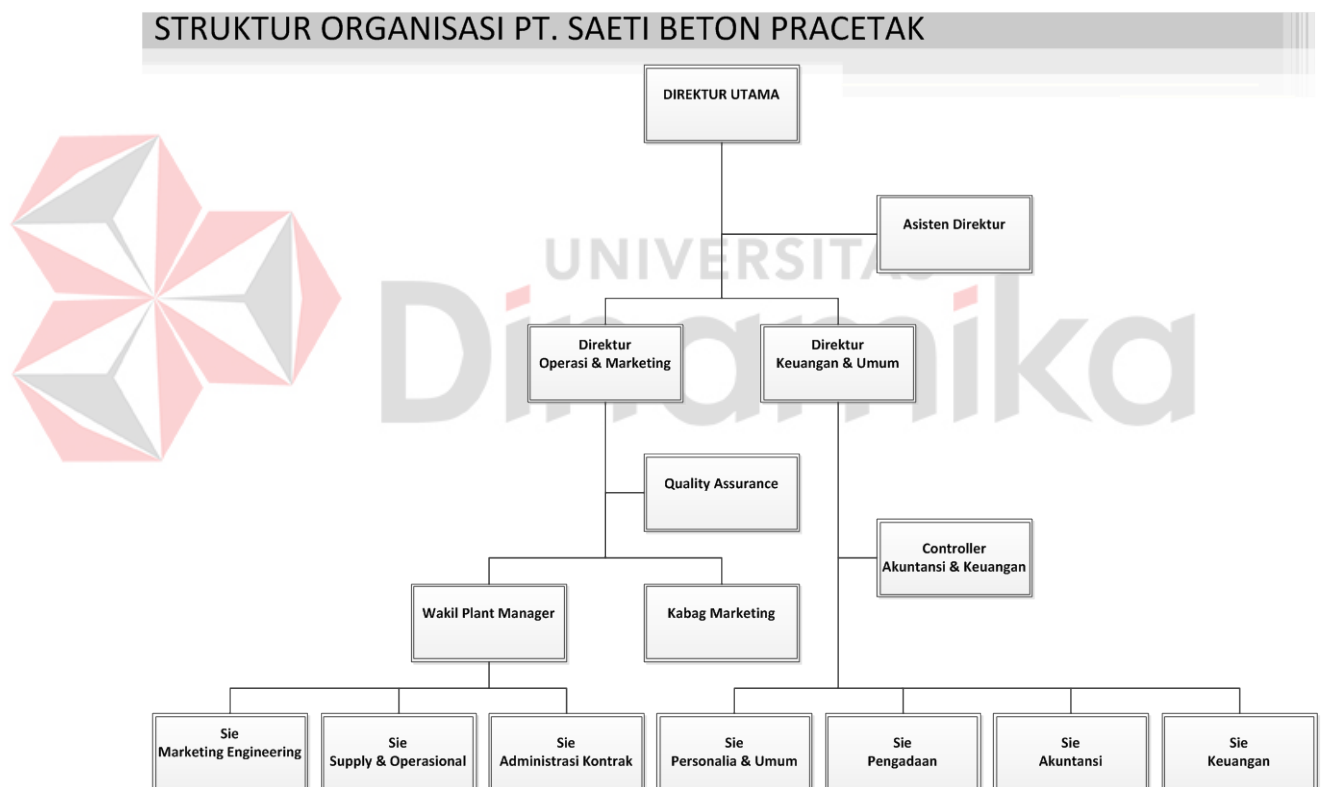 STRUKTUR ORGANISASI PT. SAETI BETON PRACETAK
DIREKTUR UTAMA
Asisten Direktur
UNIVERSITAS
Dinamika
Direktur
Operasi & Marketing
Direktur
Keuangan & Umum
Quality Assurance
Controller
Akuntansi & Keuangan
Wakil Plant Manager
Kabag Marketing
Sie
Marketing Engineering
Sie
Supply & Operasional
Sie
Administrasi Kontrak
Sie
Personalia & Umum
Sie
Pengadaan
Sie
Akuntansi
Sie
Keuangan